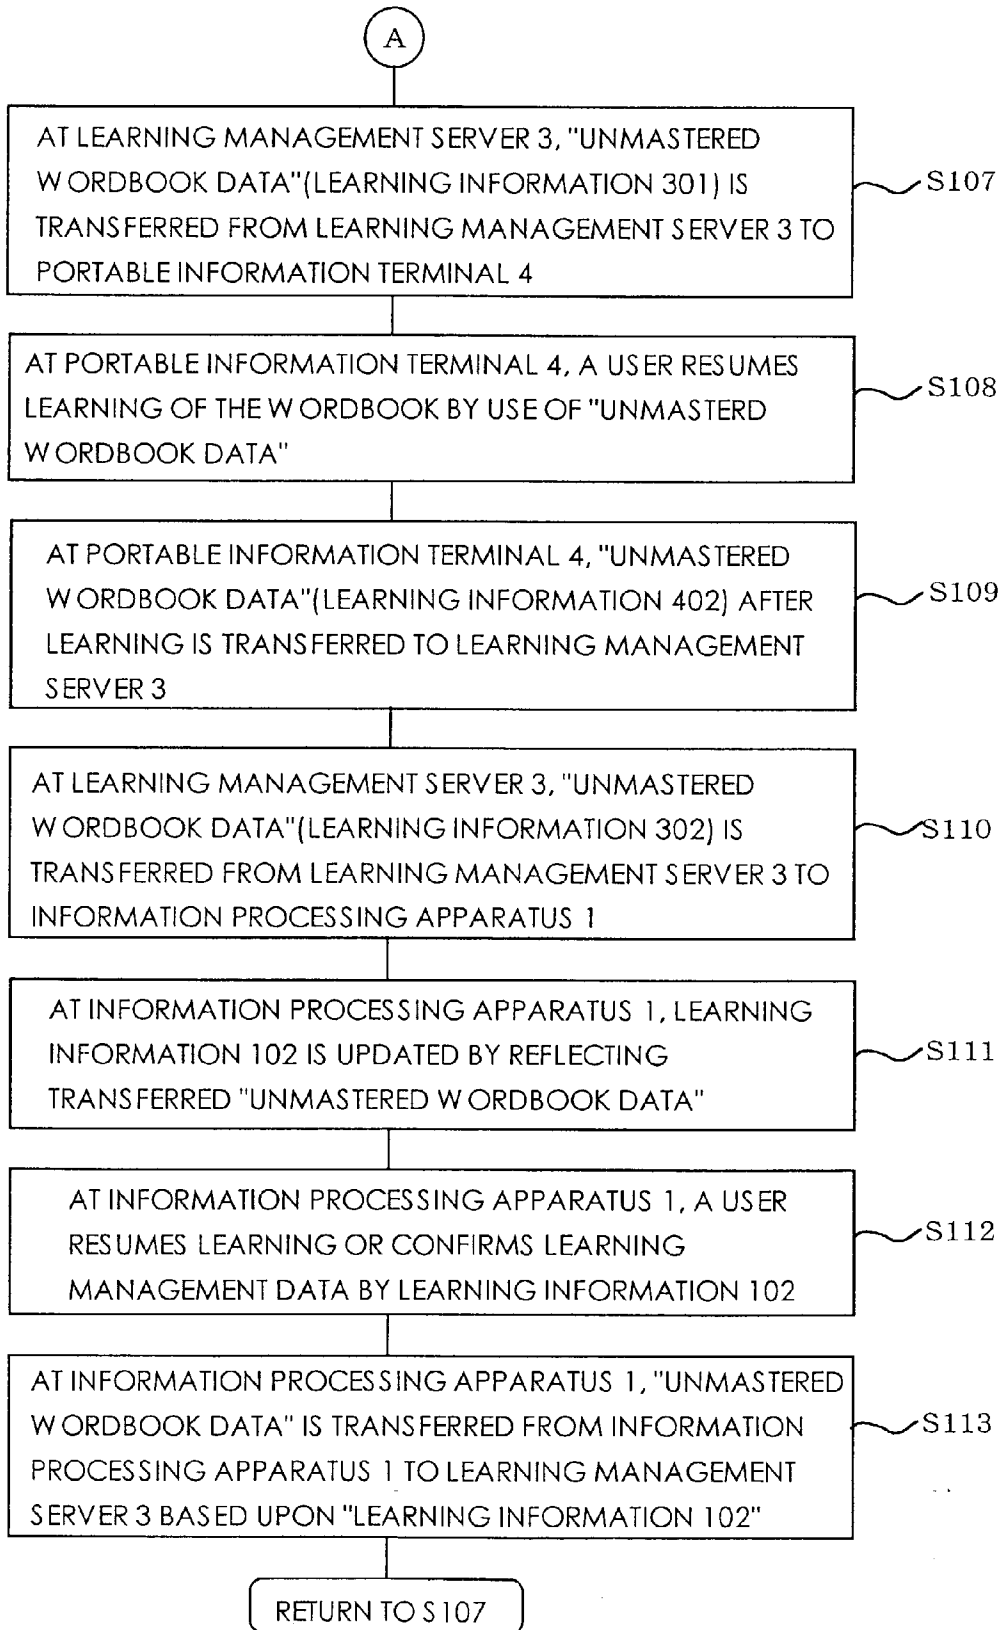 A
AT LEARNING MANAGEMENT SERVER 3, "UNMASTERED
WORDBOOK DATA"(LEARNING INFORMATION 301) IS
TRANSFERRED FROM LEARNING MANAGEMENT SERVER 3 TO
PORTABLE INFORMATION TERMINAL 4
S107
AT PORTABLE INFORMATION TERMINAL 4, A USER RESUMES
LEARNING OF THE WORDBOOK BY USE OF "UNMASTERD
WORDBOOK DATA"
S108
AT PORTABLE INFORMATION TERMINAL 4, "UNMASTERED
WORDBOOK DATA"(LEARNING INFORMATION 402) AFTER
LEARNING IS TRANSFERRED TO LEARNING MANAGEMENT
SERVER 3
S109
AT LEARNING MANAGEMENT SERVER 3, "UNMASTERED
WORDBOOK DATA"(LEARNING INFORMATION 302) IS
TRANSFERRED FROM LEARNING MANAGEMENT SERVER 3 TO
INFORMATION PROCESSING APPARATUS 1
S110
AT INFORMATION PROCESSING APPARATUS 1, LEARNING
INFORMATION 102 IS UPDATED BY REFLECTING
TRANSFERRED "UNMASTERED WORDBOOK DATA"
S111
AT INFORMATION PROCESSING APPARATUS 1, A USER
RESUMES LEARNING OR CONFIRMS LEARNING
MANAGEMENT DATA BY LEARNING INFORMATION 102
S112
AT INFORMATION PROCESSING APPARATUS 1, "UNMASTERED
WORDBOOK DATA" IS TRANSFERRED FROM INFORMATION
PROCESSING APPARATUS 1 TO LEARNING MANAGEMENT
SERVER 3 BASED UPON "LEARNING INFORMATION 102"
S113
RETURN TO S107